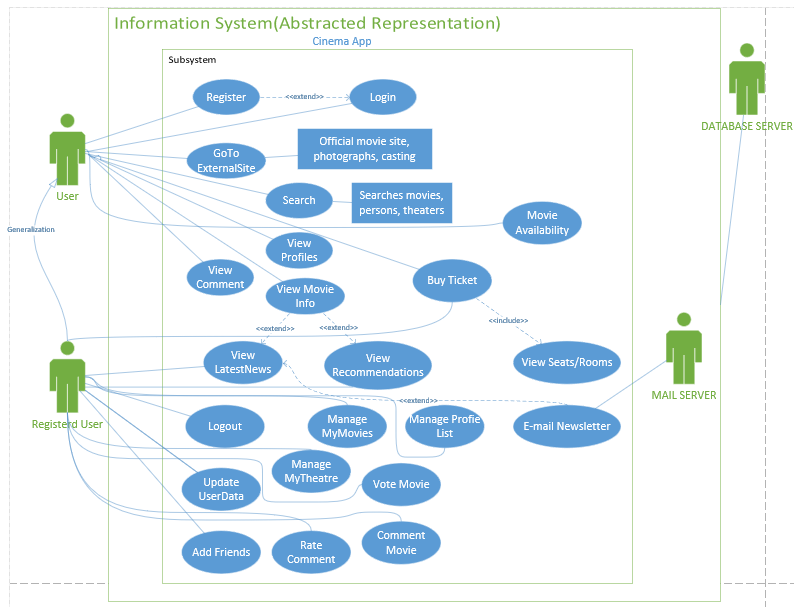 Information System(Abstracted Representation)
Cinema App
Subsystem
Register
<<extend>>
Login
DATABASE SERVER
GoTo
ExternalSite
Official movie site,
photographs, casting
User
Search
Searches movies,
persons, theaters
Movie
Availability
Generalization
View
Profiles
View
Comment
View Movie
Info
Buy Ticket
<<extend>>
<<extend>>
<<include>>
View
LatestNews
View
Recommendations
View Seats/Rooms
MAIL SERVER
<<extend>>
Registerd User
Logout
Manage
MyMovies
Manage Profie
List
E-mail Newsletter
Manage
MyTheatre
Update
UserData
Vote Movie
Add Friends
Rate
Comment
Comment
Movie